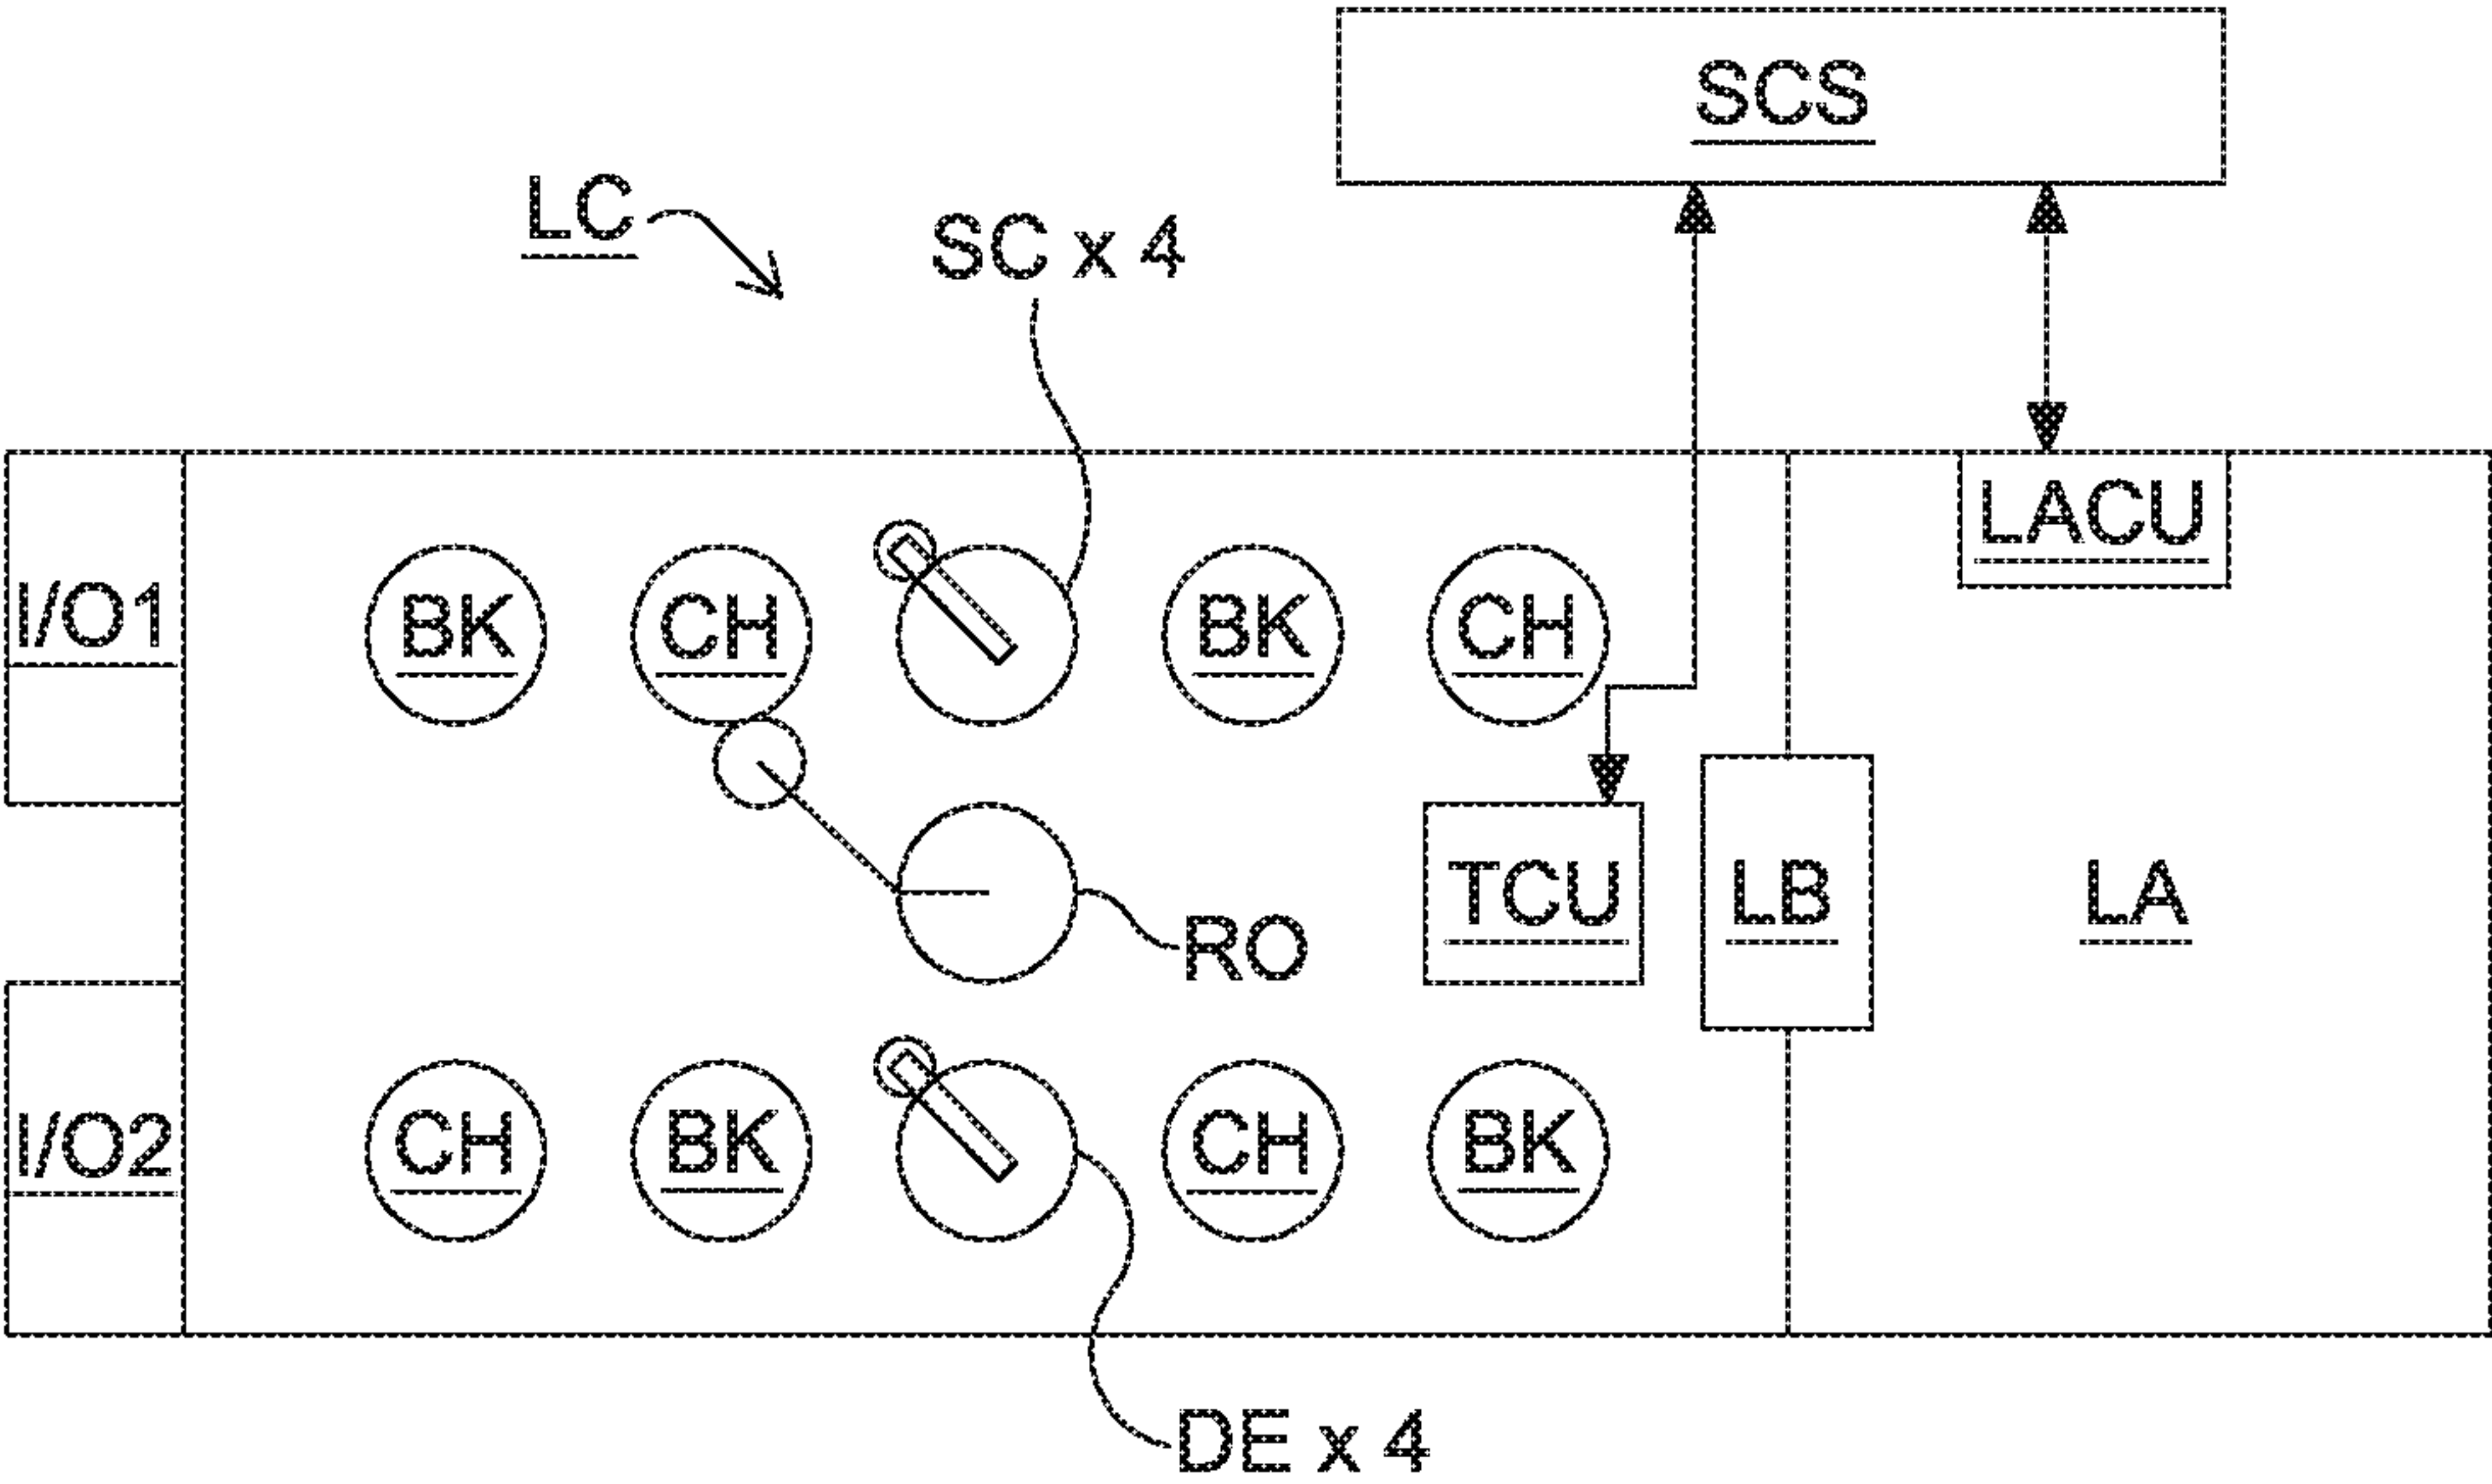 SCS
LC
SC x 4
LACU
I/O1
BK
CH
BK
CH
TCU
LB
LA
RO
I/O2
CH
BK
CH
BK
DE x 4